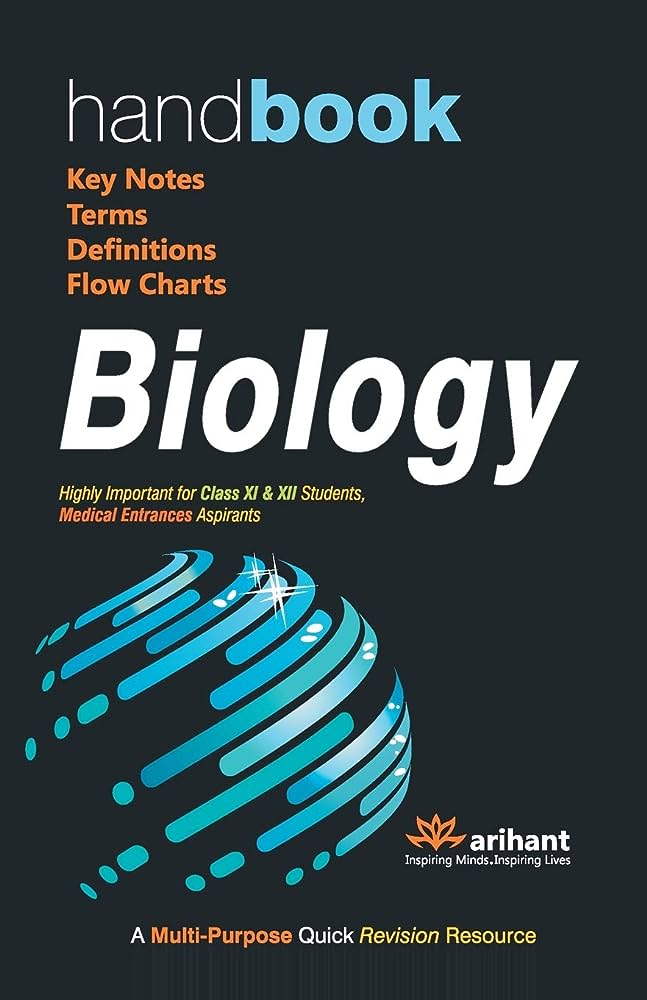 handbook
Key Notes
Terms
Definitions
Flow Charts
Biology
Highly Important for Class XI & XII Students,
Medical Entrances Aspirants
arihant
Inspiring Minds.Inspiring Lives
A Multi-Purpose Quick Revision Resource